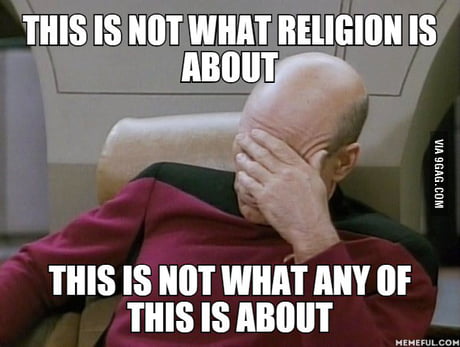 THIS IS NOT WHAT RELIGION IS
ABOUT
VIA 9GAG.COM
THIS IS NOT WHAT ANY OF
THIS IS ABOUT
MEMEFUL.COM